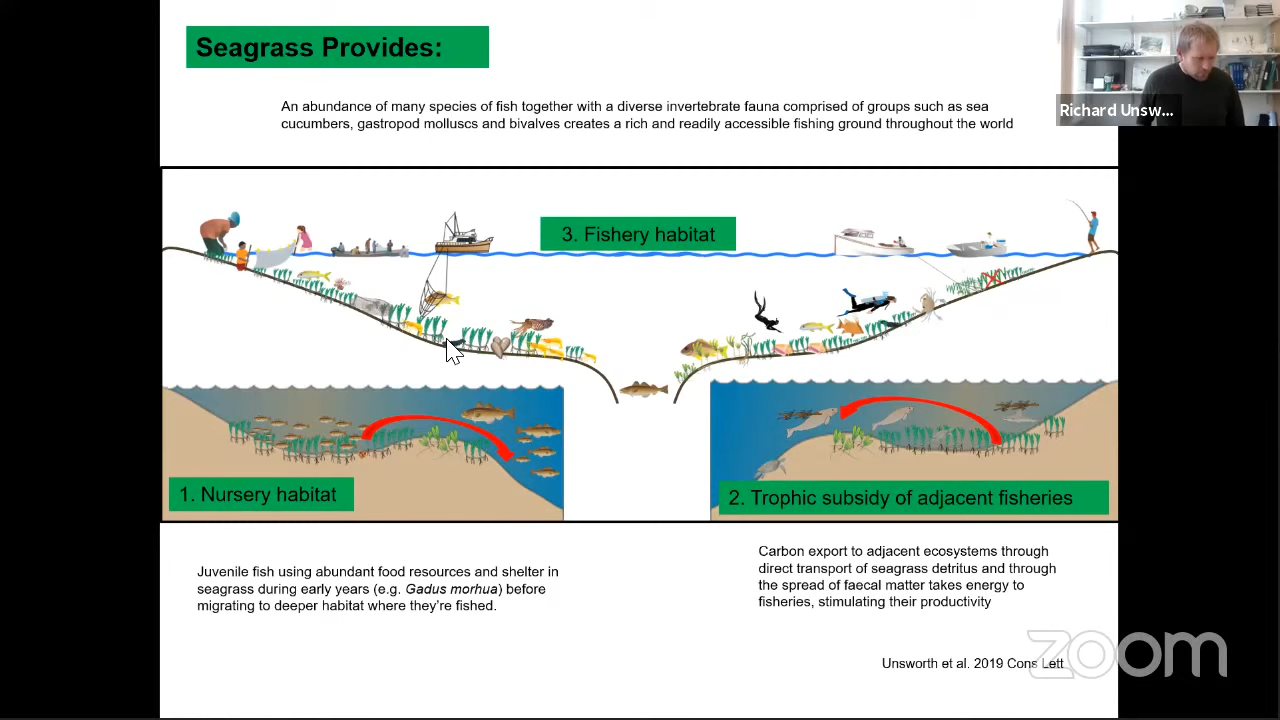 Seagrass Provides:
An abundance of many species of fish together with a diverse invertebrate fauna comprised of groups such as sea
cucumbers, gastropod molluscs and bivalves creates a rich and readily accessible fishing ground throughout the world
Richard Unsw...
3. Fishery habitat
1. Nursery habitat
2. Trophic subsidy of adjacent fisheries
Juvenile fish using abundant food resources and shelter in
seagrass during early years (e.g. Gadus morhua) before
migrating to deeper habitat where they're fished.
Carbon export to adjacent ecosystems through
direct transport of seagrass detritus and through
the spread of faecal matter takes energy to
fisheries, stimulating their productivity
Unsworth et al. 2019 Cons Lett
zoom